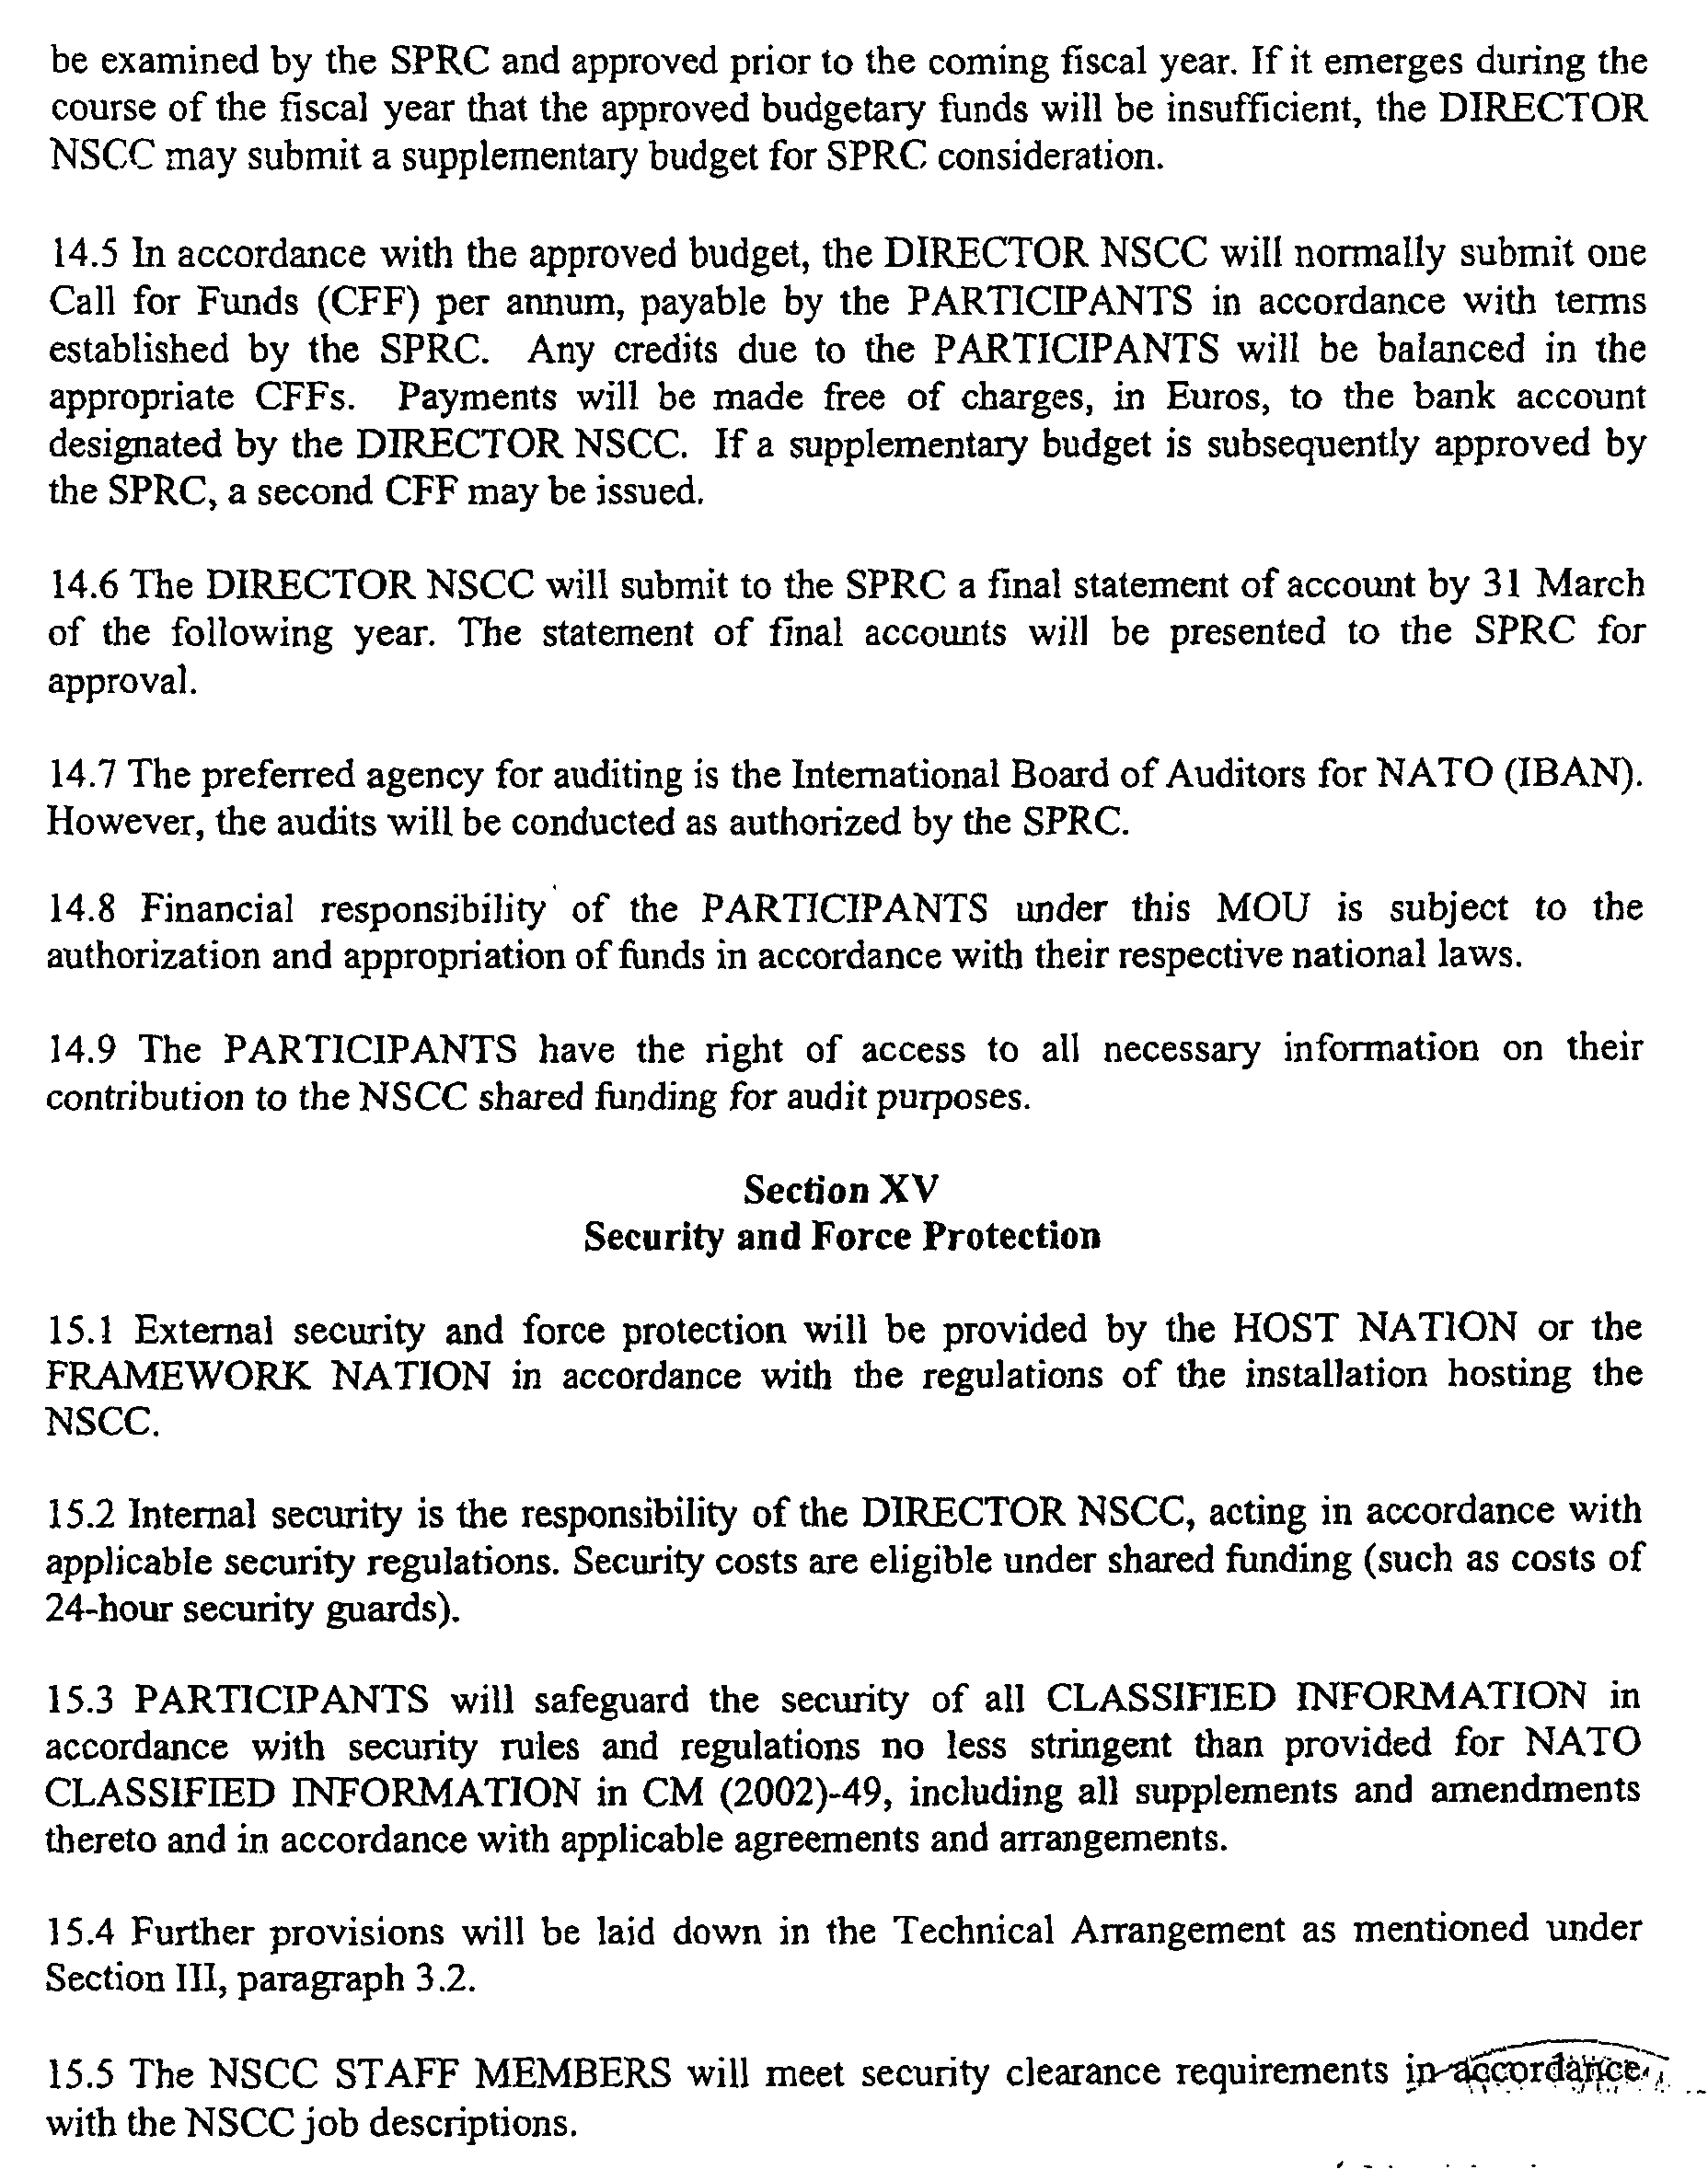 be examined by the SPRC and approved prior to the coming fiscal year. If it emerges during the
course of the fiscal year that the approved budgetary funds will be insufficient, the DIRECTOR
NSCC may submit a supplementary budget for SPRC consideration.
14.5 In accordance with the approved budget, the DIRECTOR NSCC will normally submit one
Call for Funds (CFF) per annum, payable by the PARTICIPANTS in accordance with terms
established by the SPRC. Any credits due to the PARTICIPANTS will be balanced in the
appropriate CFFs. Payments will be made free of charges, in Euros, to the bank account
designated by the DIRECTOR NSCC. If a supplementary budget is subsequently approved by
the SPRC, a second CFF may be issued.
14.6 The DIRECTOR NSCC will submit to the SPRC a final statement of account by 31 March
of the following year. The statement of final accounts will be presented to the SPRC for
approval.
14.7 The preferred agency for auditing is the International Board of Auditors for NATO (IBAN).
However, the audits will be conducted as authorized by the SPRC.
14.8 Financial responsibility of the PARTICIPANTS under this MOU is subject to the
authorization and appropriation of funds in accordance with their respective national laws.
14.9 The PARTICIPANTS have the right of access to all necessary information on their
contribution to the NSCC shared funding for audit purposes.
Section XV
Security and Force Protection
15.1 External security and force protection will be provided by the HOST NATION or the
FRAMEWORK NATION in accordance with the regulations of the installation hosting the
NSCC.
15.2 Internal security is the responsibility of the DIRECTOR NSCC, acting in accordance with
applicable security regulations. Security costs are eligible under shared funding (such as costs of
24-hour security guards).
15.3 PARTICIPANTS will safeguard the security of all CLASSIFIED INFORMATION in
accordance with security rules and regulations no less stringent than provided for NATO
CLASSIFIED INFORMATION in CM (2002)-49, including all supplements and amendments
thereto and in accordance with applicable agreements and arrangements.
15.4 Further provisions will be laid down in the Technical Arrangement as mentioned under
Section III, paragraph 3.2.
15.5 The NSCC STAFF MEMBERS will meet security clearance requirements in accordance
with the NSCC job descriptions.